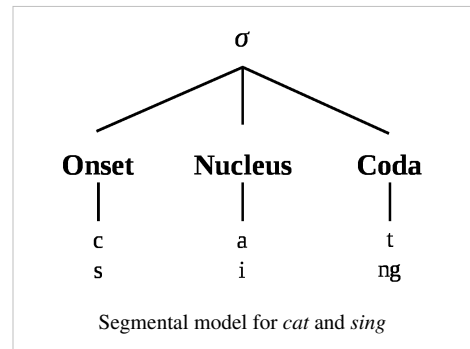 σ
Onset Nucleus Coda
c a t
s i ng
Segmental model for cat and sing